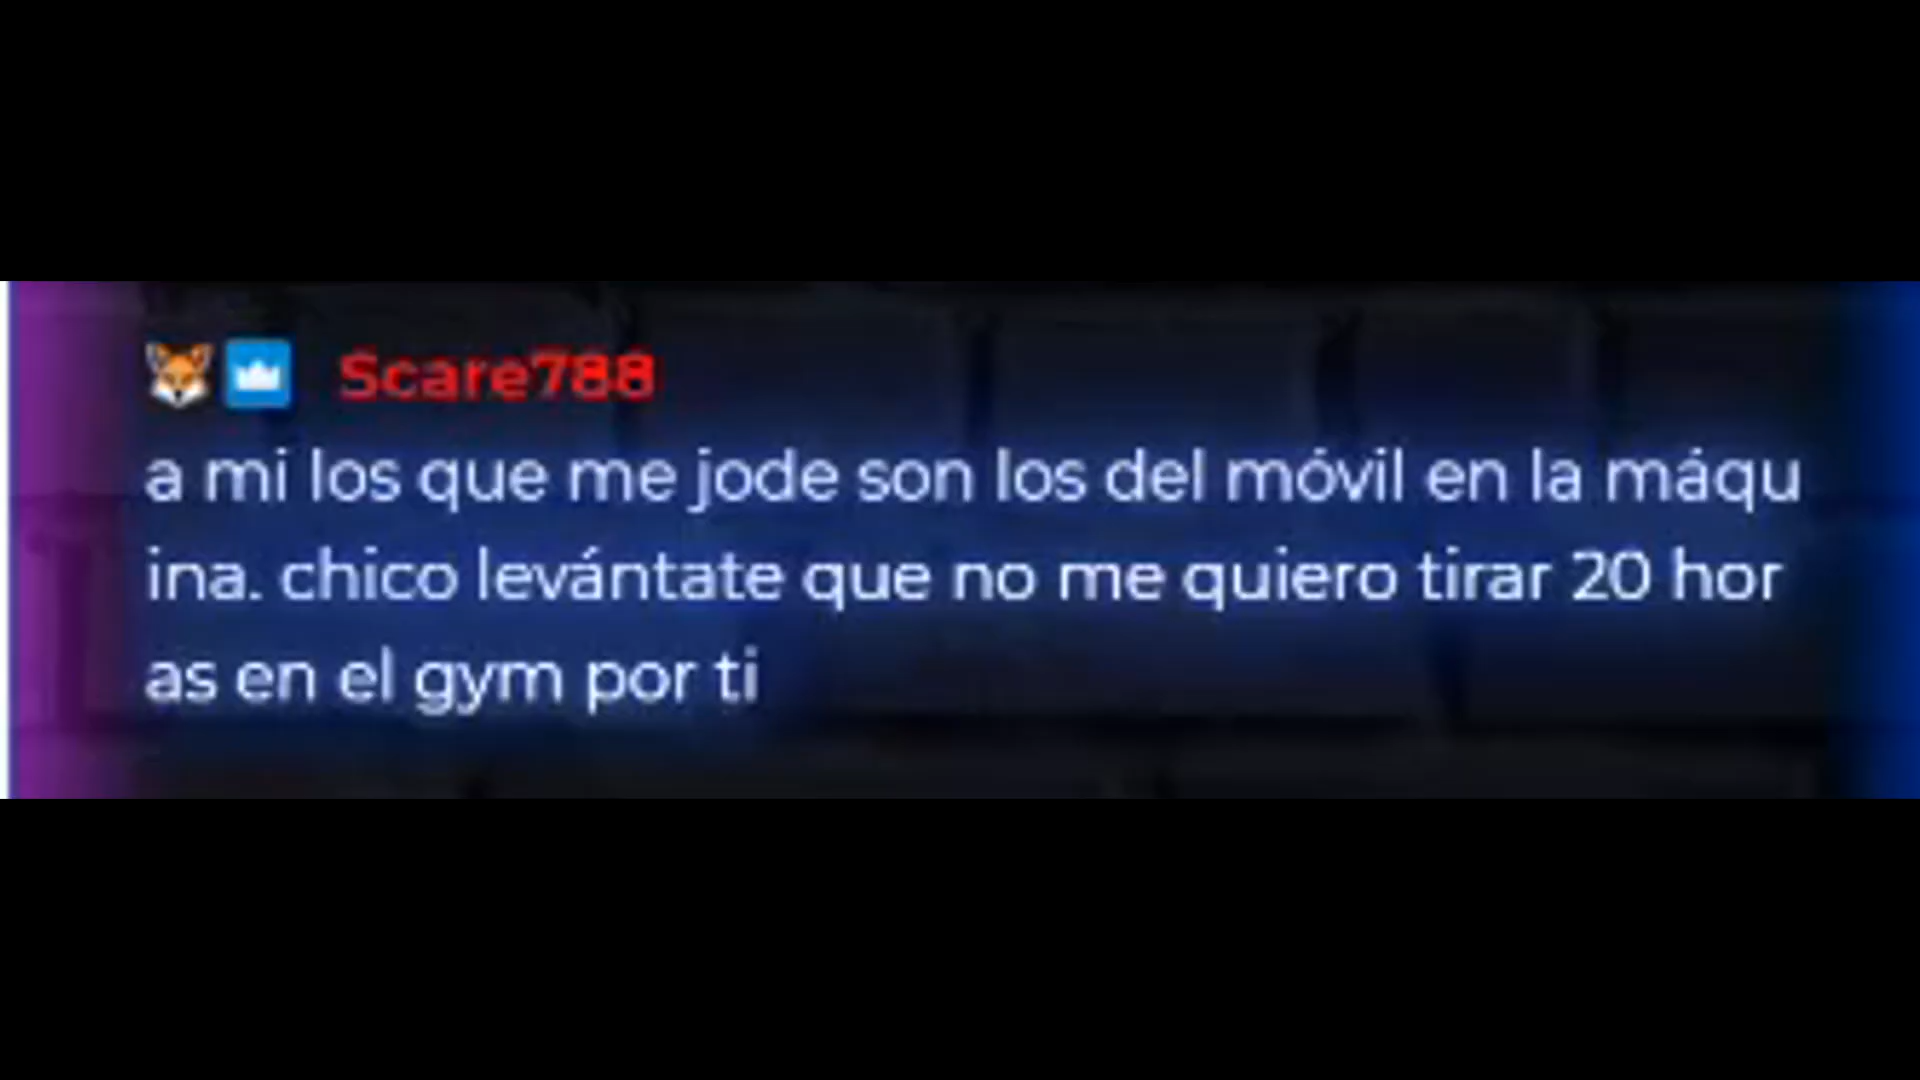 Scare788
a mi los que me jode son los del móvil en la máqu
ina. chico levántate que no me quiero tirar 20 hor
as en el gym por ti